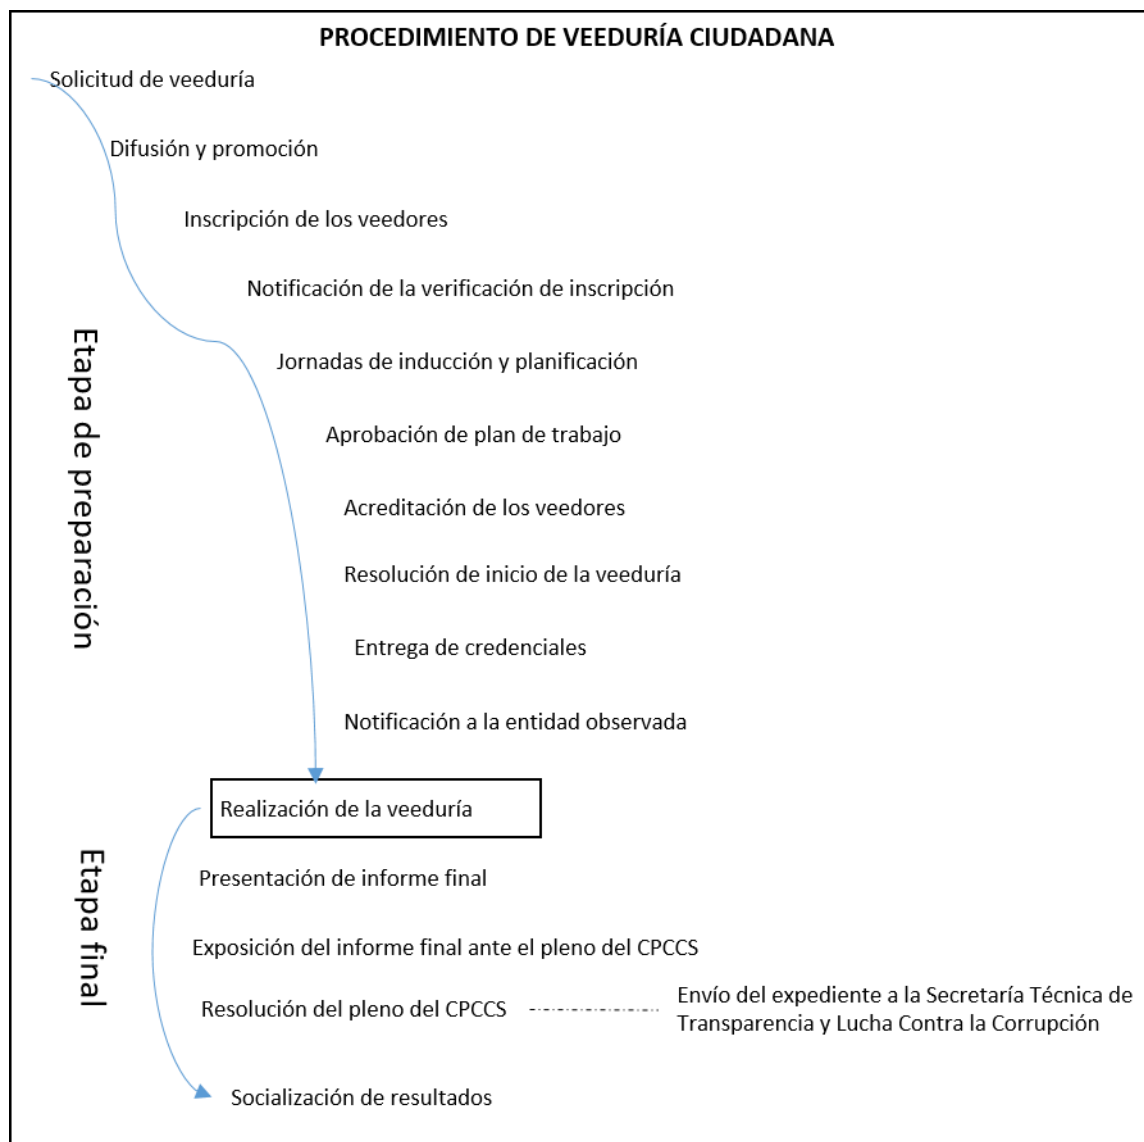 PROCEDIMIENTO DE VEEDURÍA CIUDADANA
Solicitud de veeduría
Difusión y promoción
Inscripción de los veedores
Notificación de la verificación de inscripción
Jornadas de inducción y planificación
Aprobación de plan de trabajo
Acreditación de los veedores
Resolución de inicio de la veeduría
Entrega de credenciales
Notificación a la entidad observada
Etapa de preparación
Realización de la veeduría
Presentación de informe final
Exposición del informe final ante el pleno del CPCCS
Resolución del pleno del CPCCS
Envío del expediente a la Secretaría Técnica de
Transparencia y Lucha Contra la Corrupción
Socialización de resultados
Etapa final